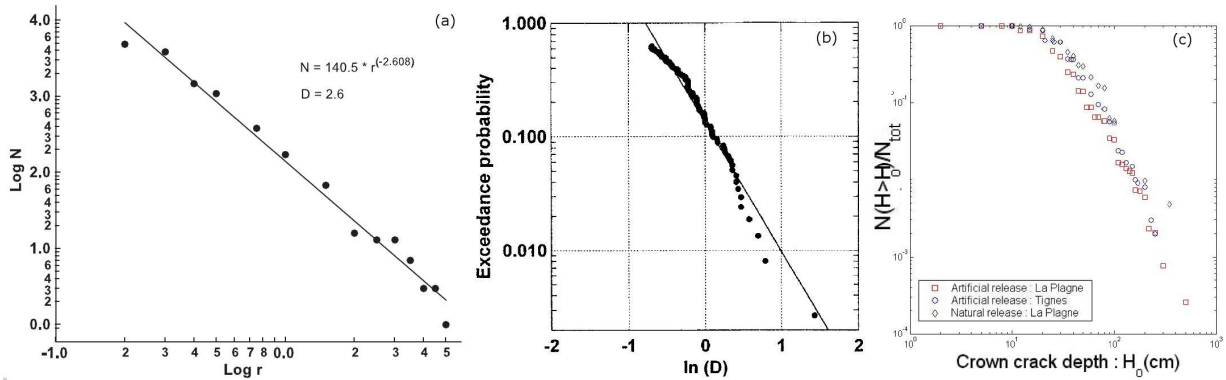 (a)
4.0
8
6
5
4
3
2
3.0
8
6
5
4
3
2
2.0
8
6
5
4
3
2
1.0
8
6
5
4
3
2
0.0
Log N
N = 140.5 * r(-2.608)
D = 2.6
-1.0 2 3 4 5 6 7 8 0.0 2 3 4 5
Log r
(b)
1.000
0.100
0.010
Exceedance probability
-2 -1 0 1 2
ln (D)
(c)
10^0
10^-1
10^-2
10^-3
10^-4
N(H>H0)/Ntot
Artificial release : La Plagne
Artificial release : Tignes
Natural release : La Plagne
10^0 10^1 10^2 10^3
Crown crack depth : H0(cm)